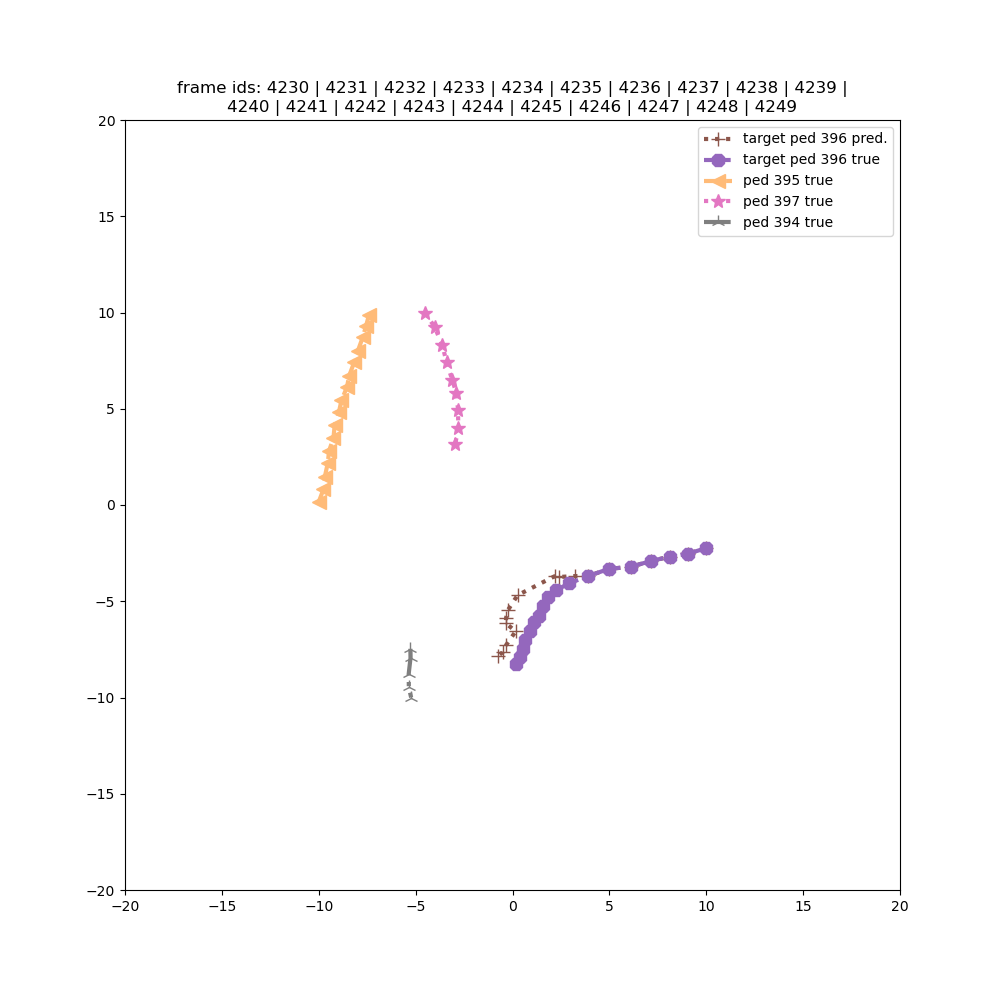 frame ids: 4230 | 4231 | 4232 | 4233 | 4234 | 4235 | 4236 | 4237 | 4238 | 4239 |
4240 | 4241 | 4242 | 4243 | 4244 | 4245 | 4246 | 4247 | 4248 | 4249
target ped 396 pred.
target ped 396 true
ped 395 true
ped 397 true
ped 394 true
20
15
10
5
0
−5
−10
−15
−20
−20 −15 −10 −5 0 5 10 15 20